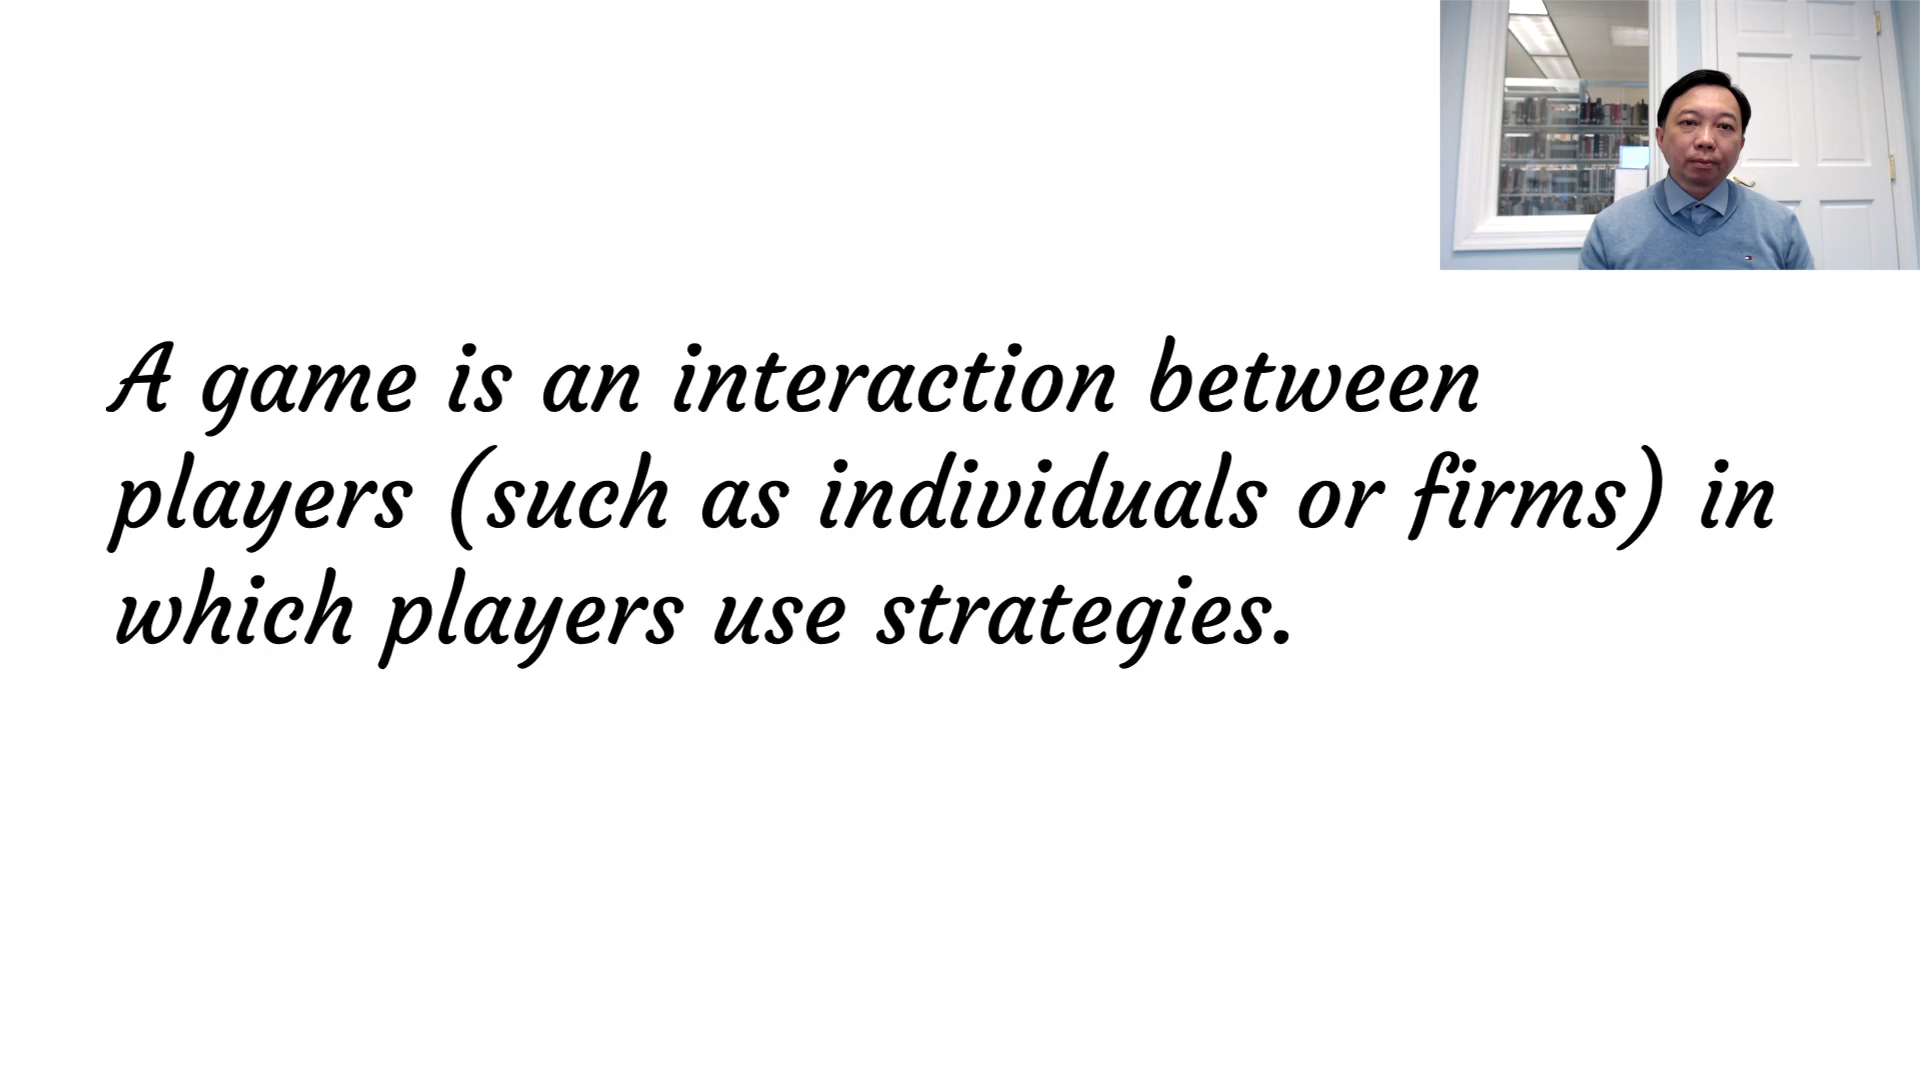 A game is an interaction between
players (such as individuals or firms) in
which players use strategies.